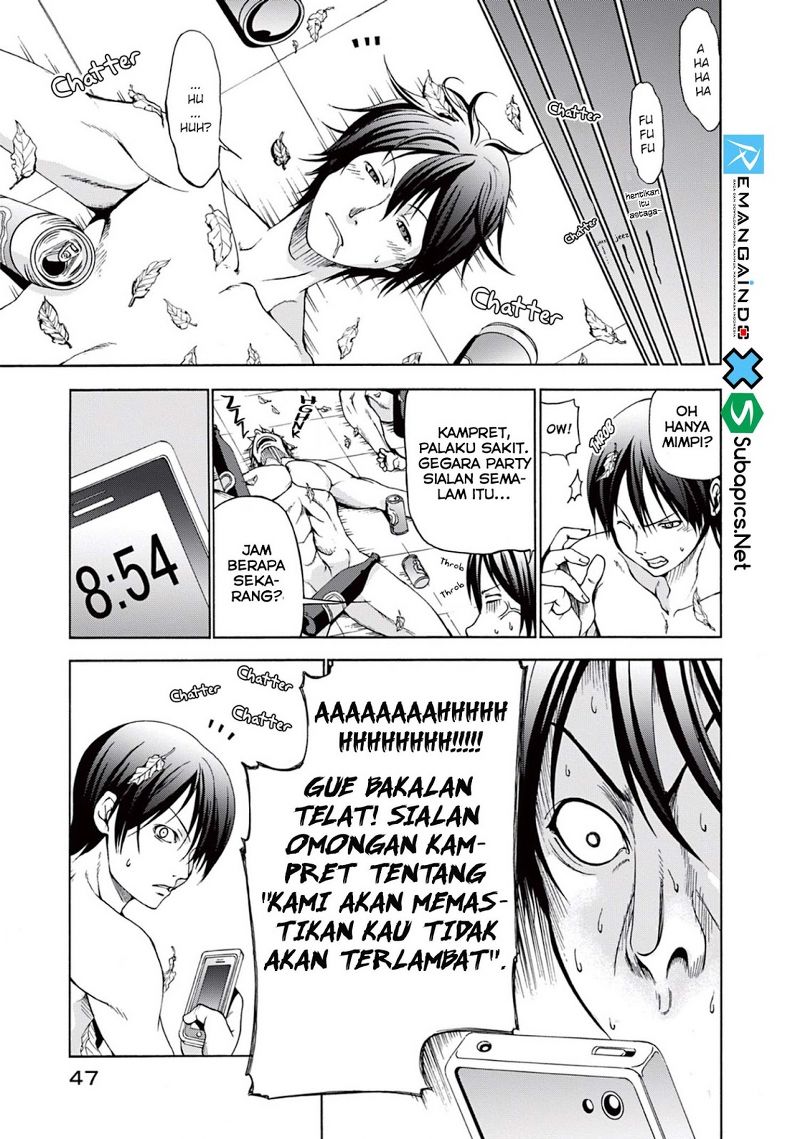 A
HA
HA
HA
FU
FU
FU
Chatter
hentikan
itu
astaga-
Chatter
jeez
Chatter
...
HU
...
HUH?
Chatter
OH
HANYA
MIMPI?
OW!
THROB
KAMPRET,
PALAKU SAKIT.
GEGARA PARTY
SIALAN SEMA-
LAM ITU...
Throb
Throb
JAM
BERAPA
SEKA-
RANG?
8:54
AAAAAAAAHHHHH
HHHHHHHH!!!!!
GUE BAKALAN
TELAT! SIALAN
OMONGAN KAM-
PRET TENTANG
"KAMI AKAN MEMAS-
TIKAN KAU TIDAK
AKAN TERLAMBAT".
Chatter
Chatter
Chatter
47
REMANGAINDO
X
S Subapics.Net